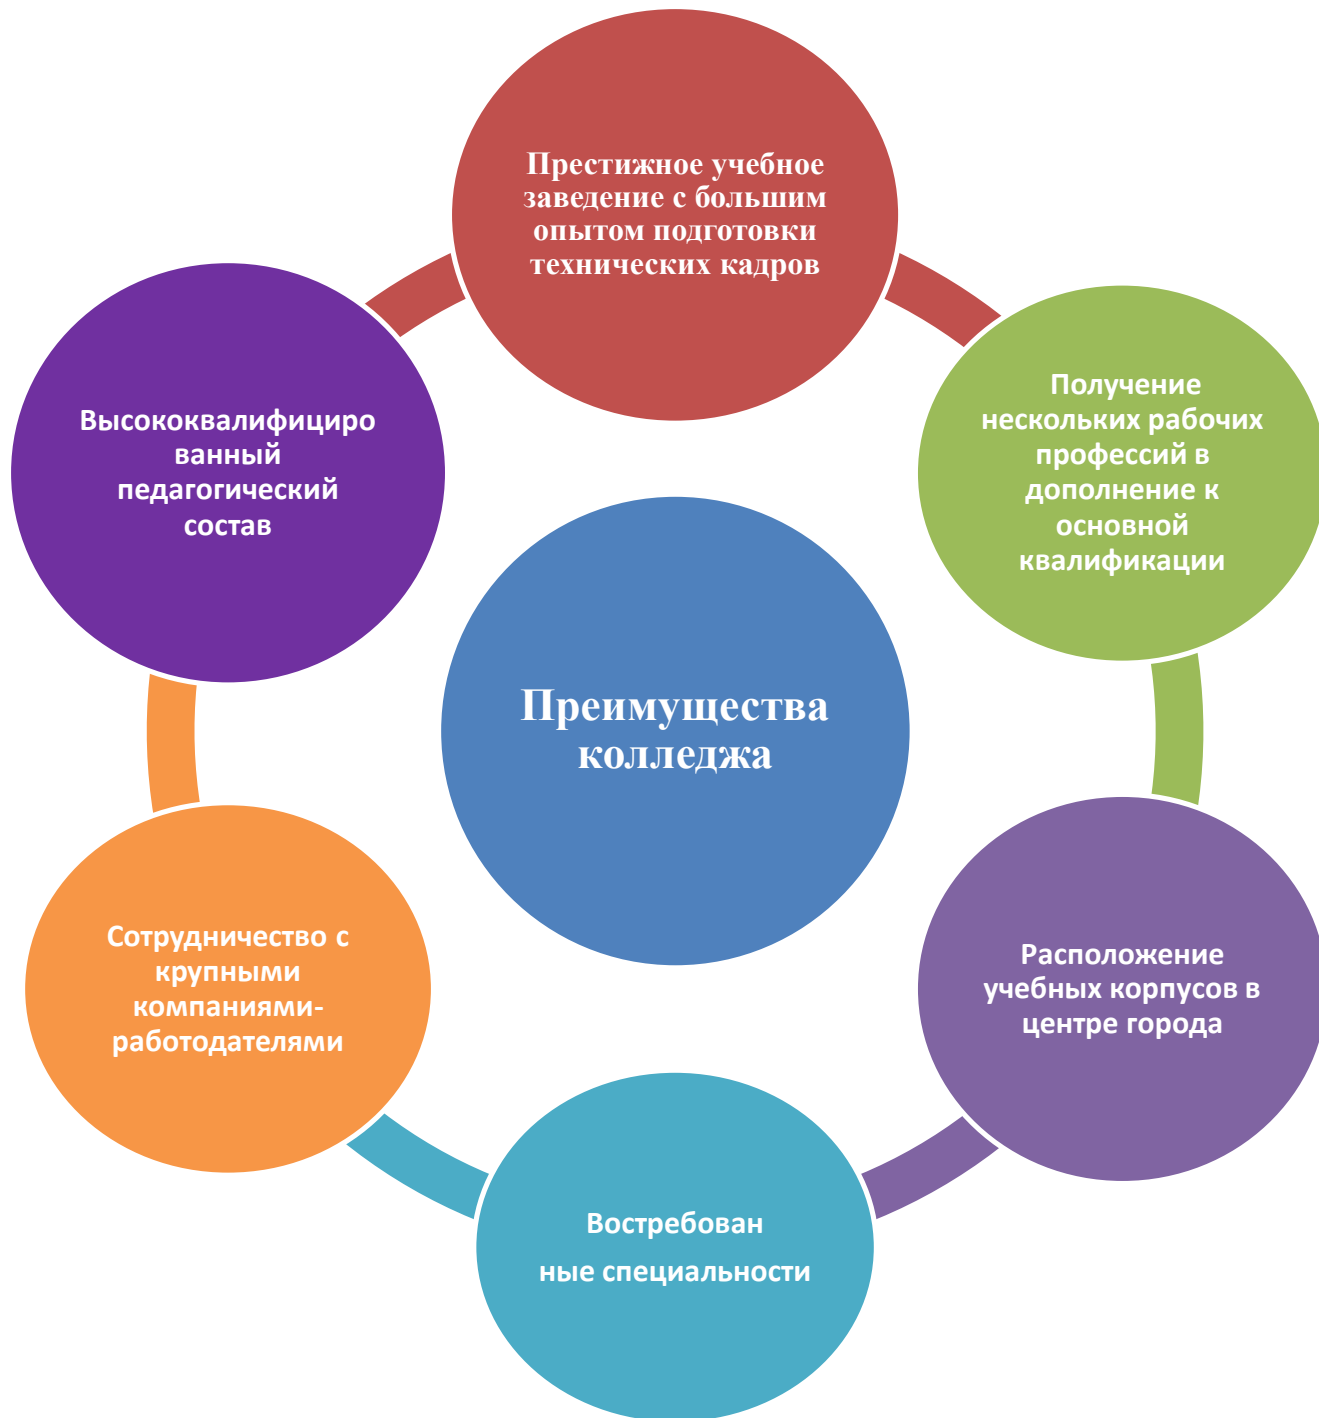 Престижное учебное
заведение с большим
опытом подготовки
технических кадров
Получение
нескольких рабочих
профессий в
дополнение к
основной
квалификации
Расположение
учебных корпусов в
центре города
Востребован
ные специальности
Сотрудничество с
крупными
компаниями-
работодателями
Высококвалифициро
ванный
педагогический
состав
Преимущества
колледжа